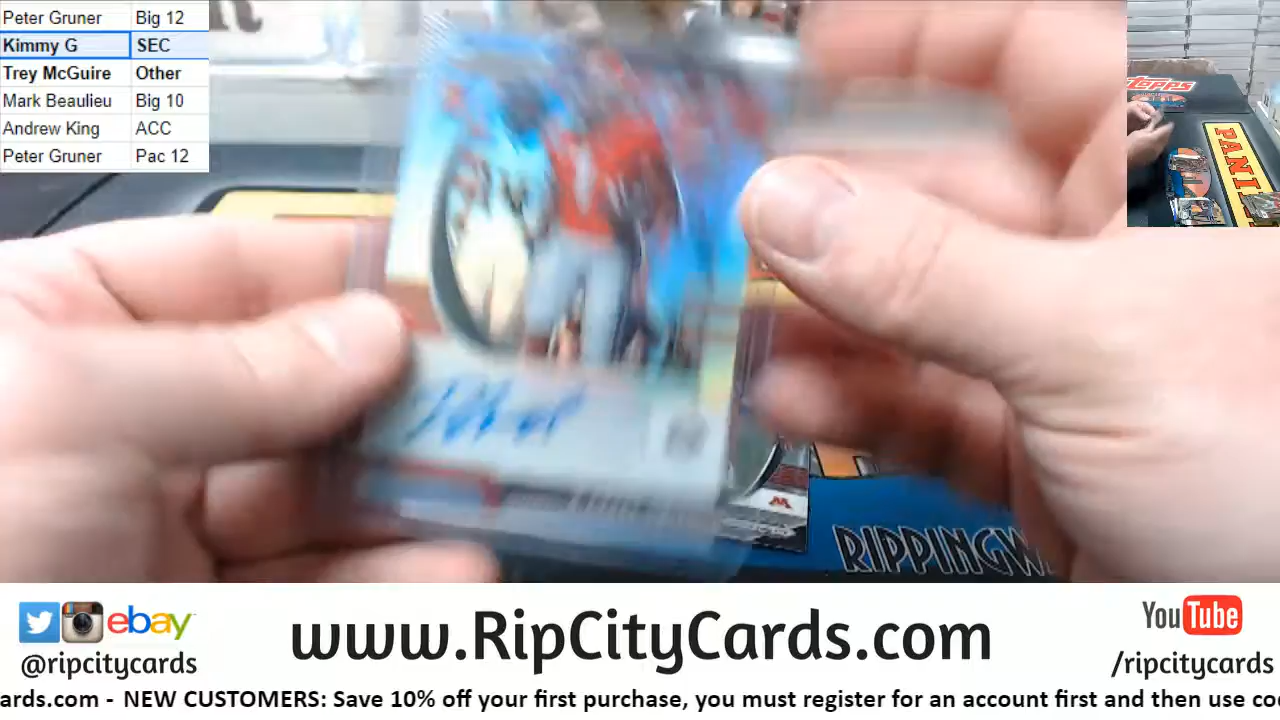 Peter Gruner Big 12
Kimmy G SEC
Trey McGuire Other
Mark Beaulieu Big 10
Andrew King ACC
Peter Gruner Pac 12
Topps
PANINI
RIPPINGW
ebay
@ripcitycards
www.RipCityCards.com
YouTube
/ripcitycards
cards.com - NEW CUSTOMERS: Save 10% off your first purchase, you must register for an account first and then use co